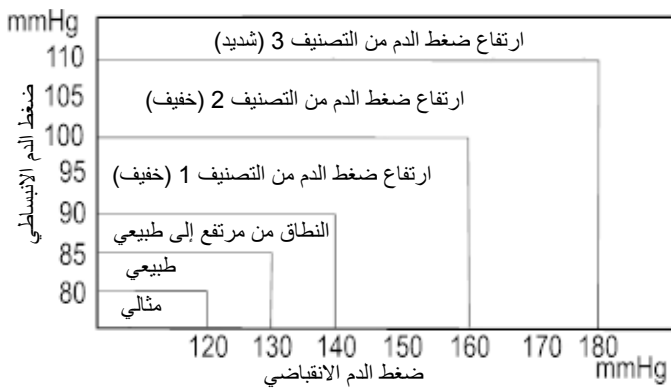 mmHg
ارتفاع ضغط الدم من التصنيف 3 (شديد)
110
105
ارتفاع ضغط الدم من التصنيف 2 (خفيف)
100
95
ارتفاع ضغط الدم من التصنيف 1 (خفيف)
90
النطاق من مرتفع إلى طبيعي
85
طبيعي
80
مثالي
ضغط الدم الانبساطي
120 130 140 150 160 170 180
mmHg
ضغط الدم الانقباضي